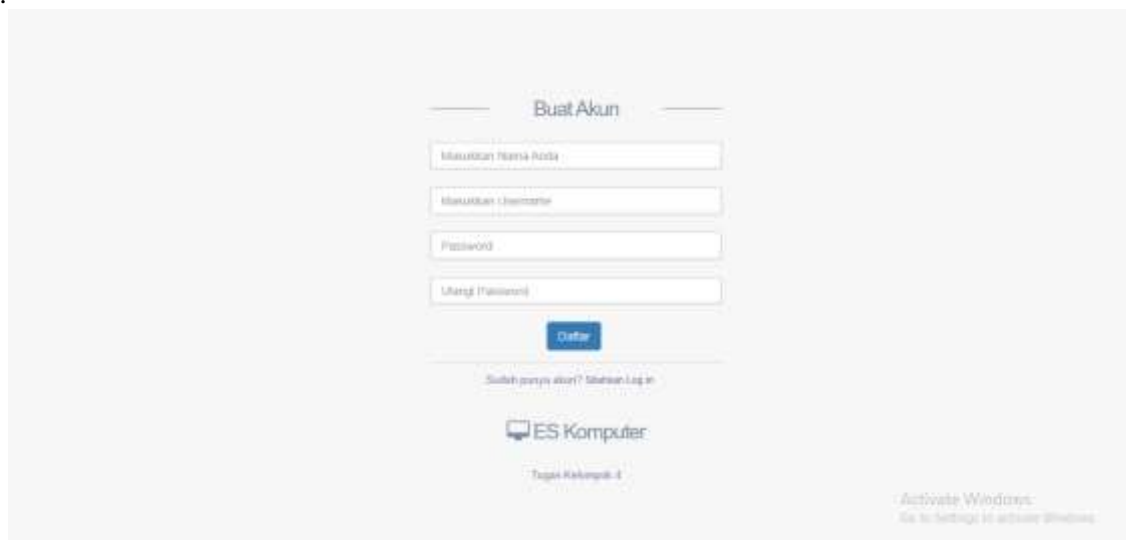 .
Buat Akun
Masukkan Nama Anda
Masukkan Username
Password
Ulangi Password
Daftar
Sudah punya akun? Silahkan Log in
ES Komputer
Tugas Kelompok 4
Activate Windows
Go to Settings to activate Windows.